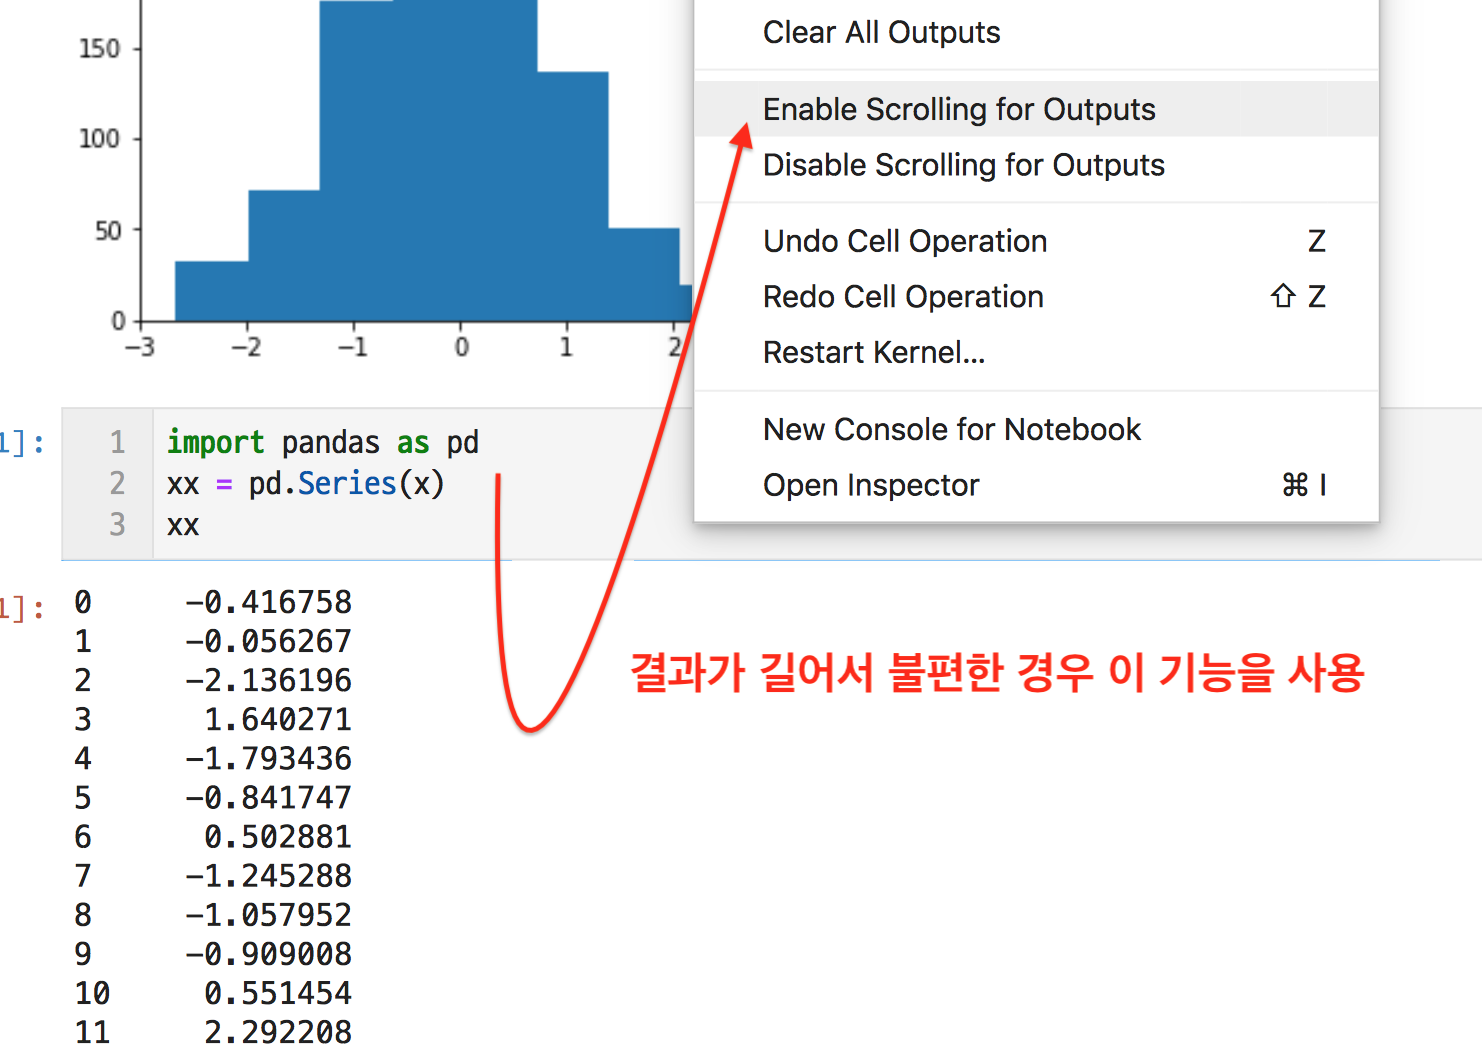 150
100
50
0
−3 −2 −1 0 1 2
Clear All Outputs
Enable Scrolling for Outputs
Disable Scrolling for Outputs
Undo Cell Operation Z
Redo Cell Operation ⇧ Z
Restart Kernel...
New Console for Notebook
Open Inspector ⌘ I
1]:
1 import pandas as pd
2 xx = pd.Series(x)
3 xx
1]:
0 -0.416758
1 -0.056267
2 -2.136196
3 1.640271
4 -1.793436
5 -0.841747
6 0.502881
7 -1.245288
8 -1.057952
9 -0.909008
10 0.551454
11 2.292208
결과가 길어서 불편한 경우 이 기능을 사용